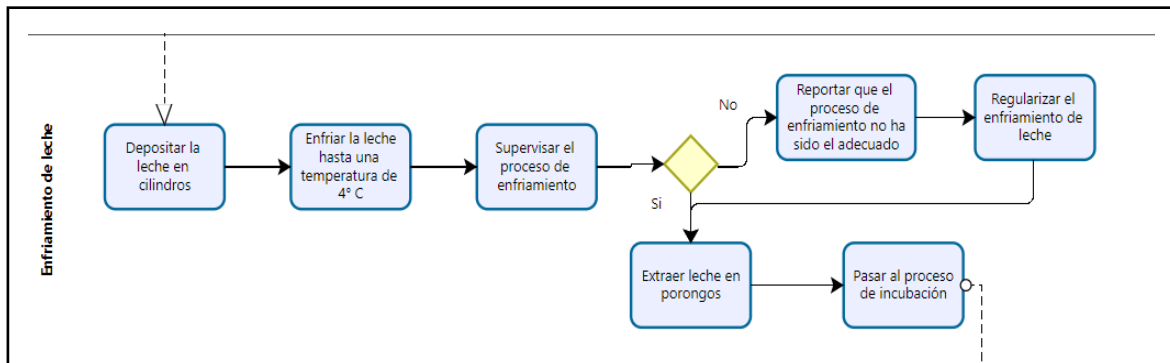 Enfriamiento de leche
Depositar la
leche en
cilindros
Enfriar la leche
hasta una
temperatura de
4° C
Supervisar el
proceso de
enfriamiento
No
Si
Reportar que el
proceso de
enfriamiento no ha
sido el adecuado
Regularizar el
enfriamiento de
leche
Extraer leche en
porongos
Pasar al proceso
de incubación